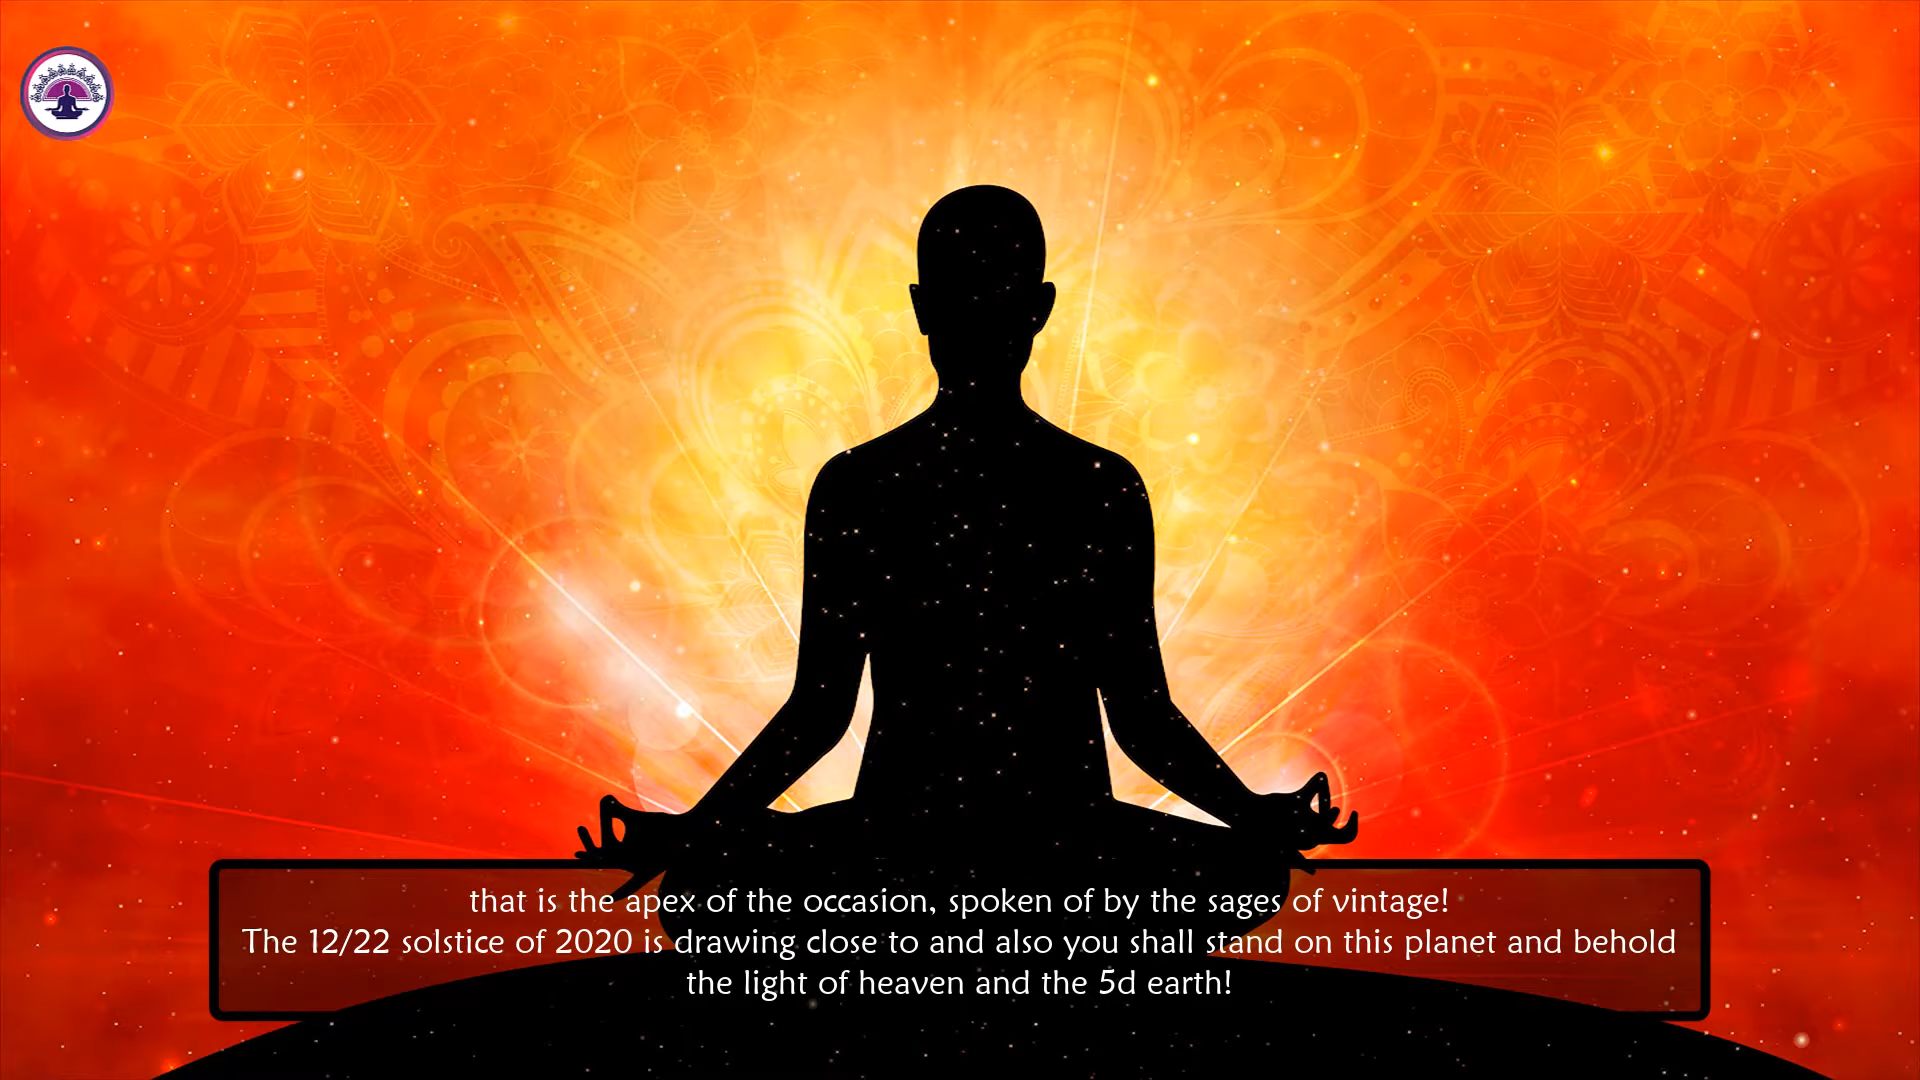 that is the apex of the occasion, spoken of by the sages of vintage!
The 12/22 solstice of 2020 is drawing close to and also you shall stand on this planet and behold
the light of heaven and the 5d earth!